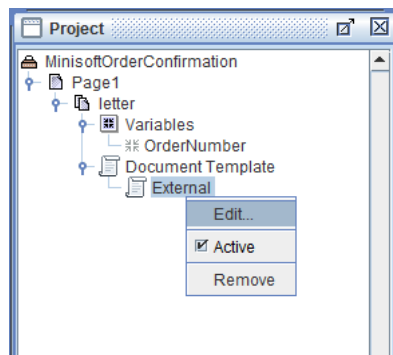 Project
MinisoftOrderConfirmation
Page1
letter
Variables
OrderNumber
Document Template
External
Edit...
Active
Remove